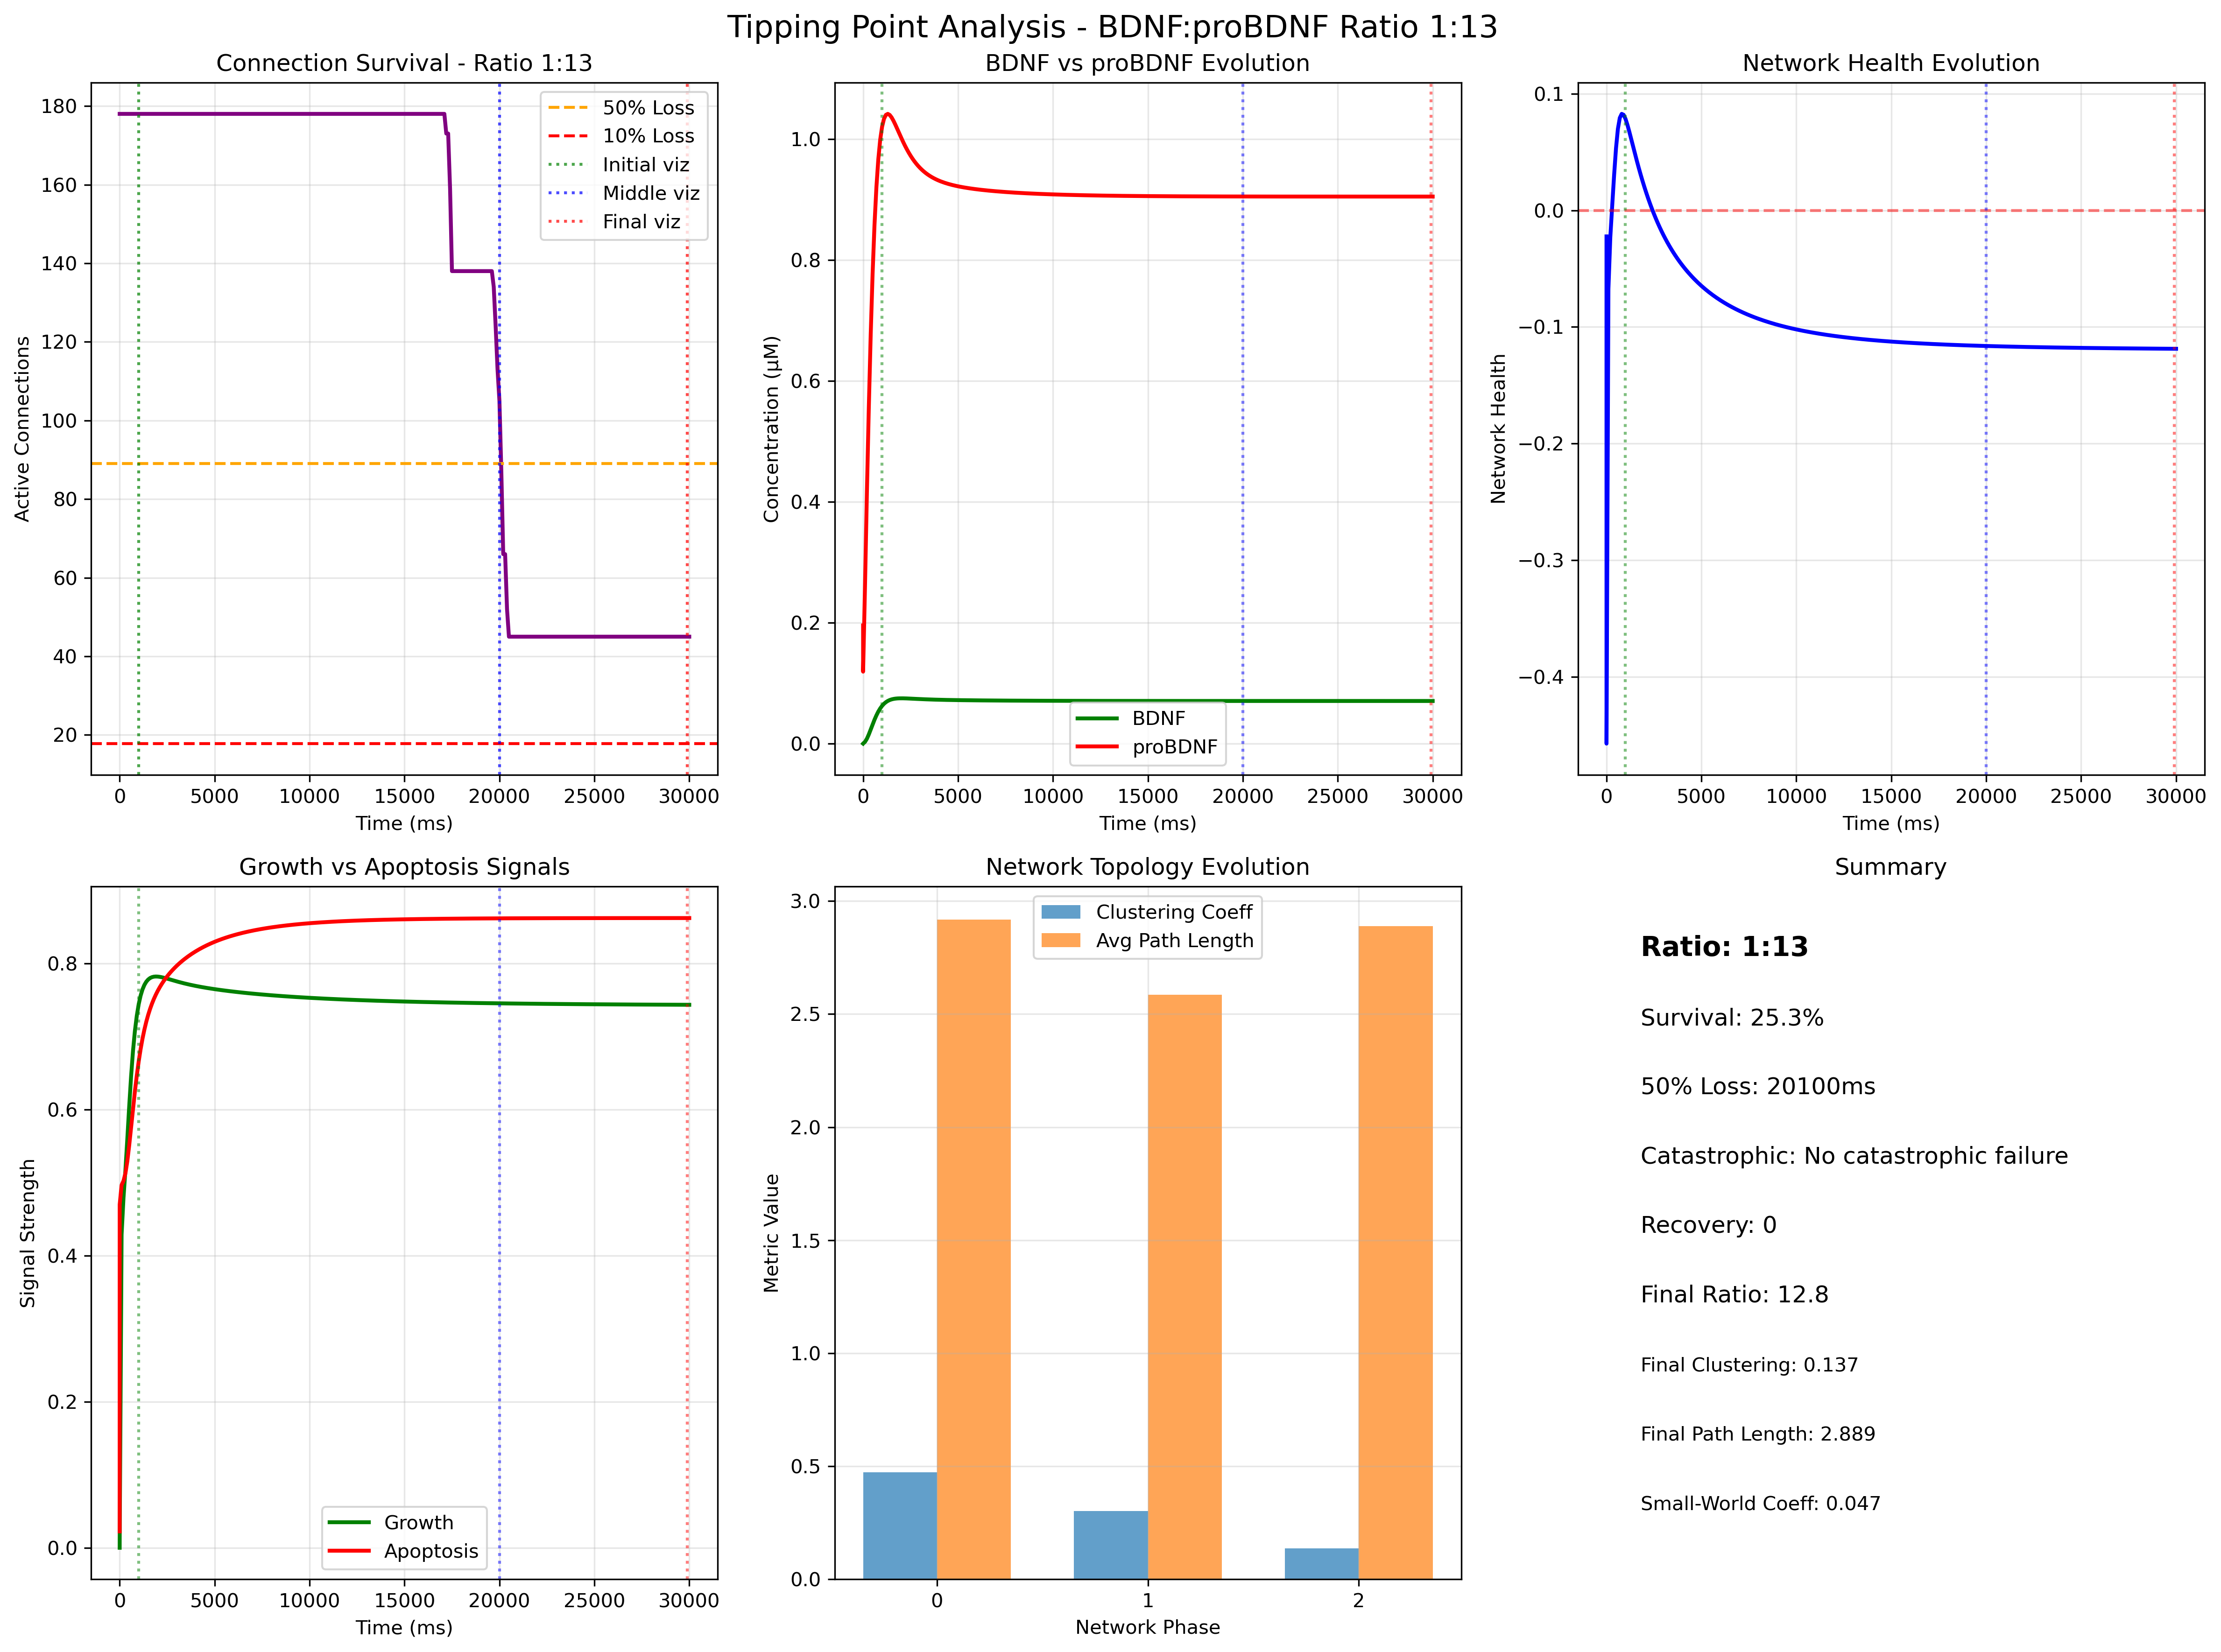 Tipping Point Analysis - BDNF:proBDNF Ratio 1:13
Connection Survival - Ratio 1:13
180
160
140
120
100
80
60
40
20
Active Connections
50% Loss
10% Loss
Initial viz
Middle viz
Final viz
0 5000 10000 15000 20000 25000 30000
Time (ms)
BDNF vs proBDNF Evolution
1.0
0.8
0.6
0.4
0.2
0.0
Concentration (μM)
BDNF
proBDNF
0 5000 10000 15000 20000 25000 30000
Time (ms)
Network Health Evolution
0.1
0.0
−0.1
−0.2
−0.3
−0.4
Network Health
0 5000 10000 15000 20000 25000 30000
Time (ms)
Growth vs Apoptosis Signals
0.8
0.6
0.4
0.2
0.0
Signal Strength
Growth
Apoptosis
0 5000 10000 15000 20000 25000 30000
Time (ms)
Network Topology Evolution
3.0
2.5
2.0
1.5
1.0
0.5
0.0
Metric Value
Clustering Coeff
Avg Path Length
0 1 2
Network Phase
Summary
Ratio: 1:13
Survival: 25.3%
50% Loss: 20100ms
Catastrophic: No catastrophic failure
Recovery: 0
Final Ratio: 12.8
Final Clustering: 0.137
Final Path Length: 2.889
Small-World Coeff: 0.047